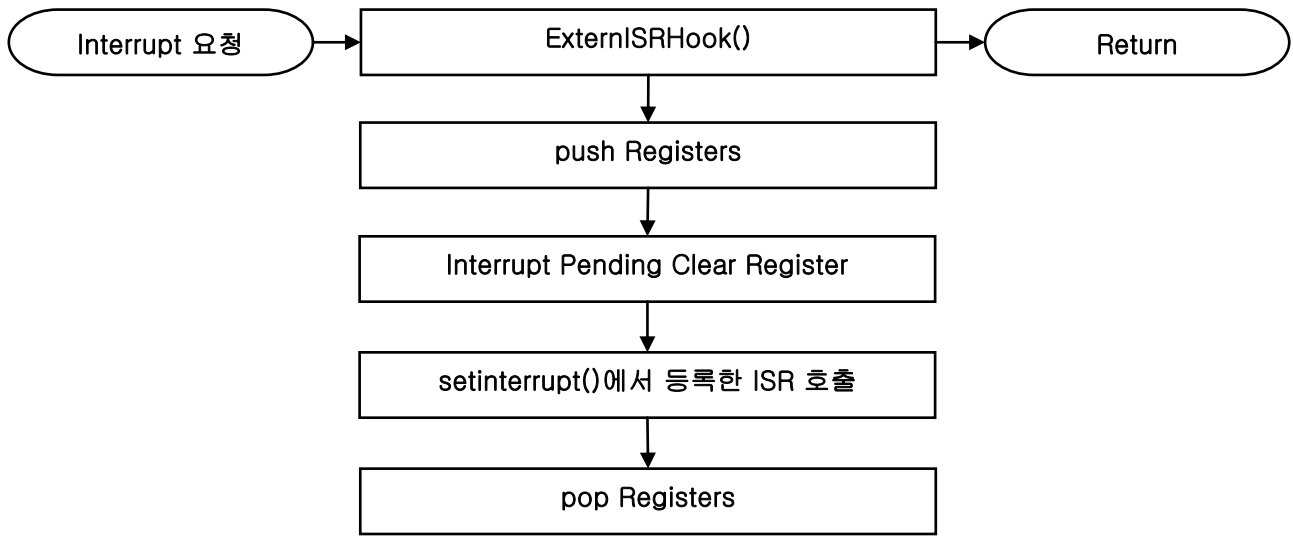 Interrupt 요청
ExternISRHook()
Return
push Registers
Interrupt Pending Clear Register
setinterrupt()에서 등록한 ISR 호출
pop Registers